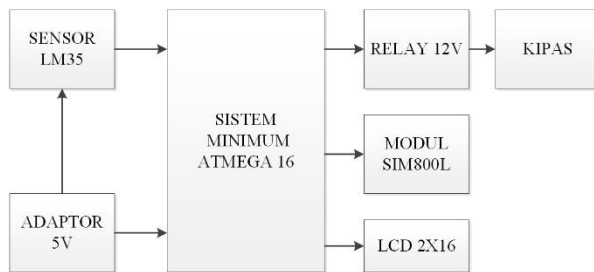 SENSOR
LM35
RELAY 12V
KIPAS
SISTEM
MINIMUM
ATMEGA 16
MODUL
SIM800L
ADAPTOR
5V
LCD 2X16